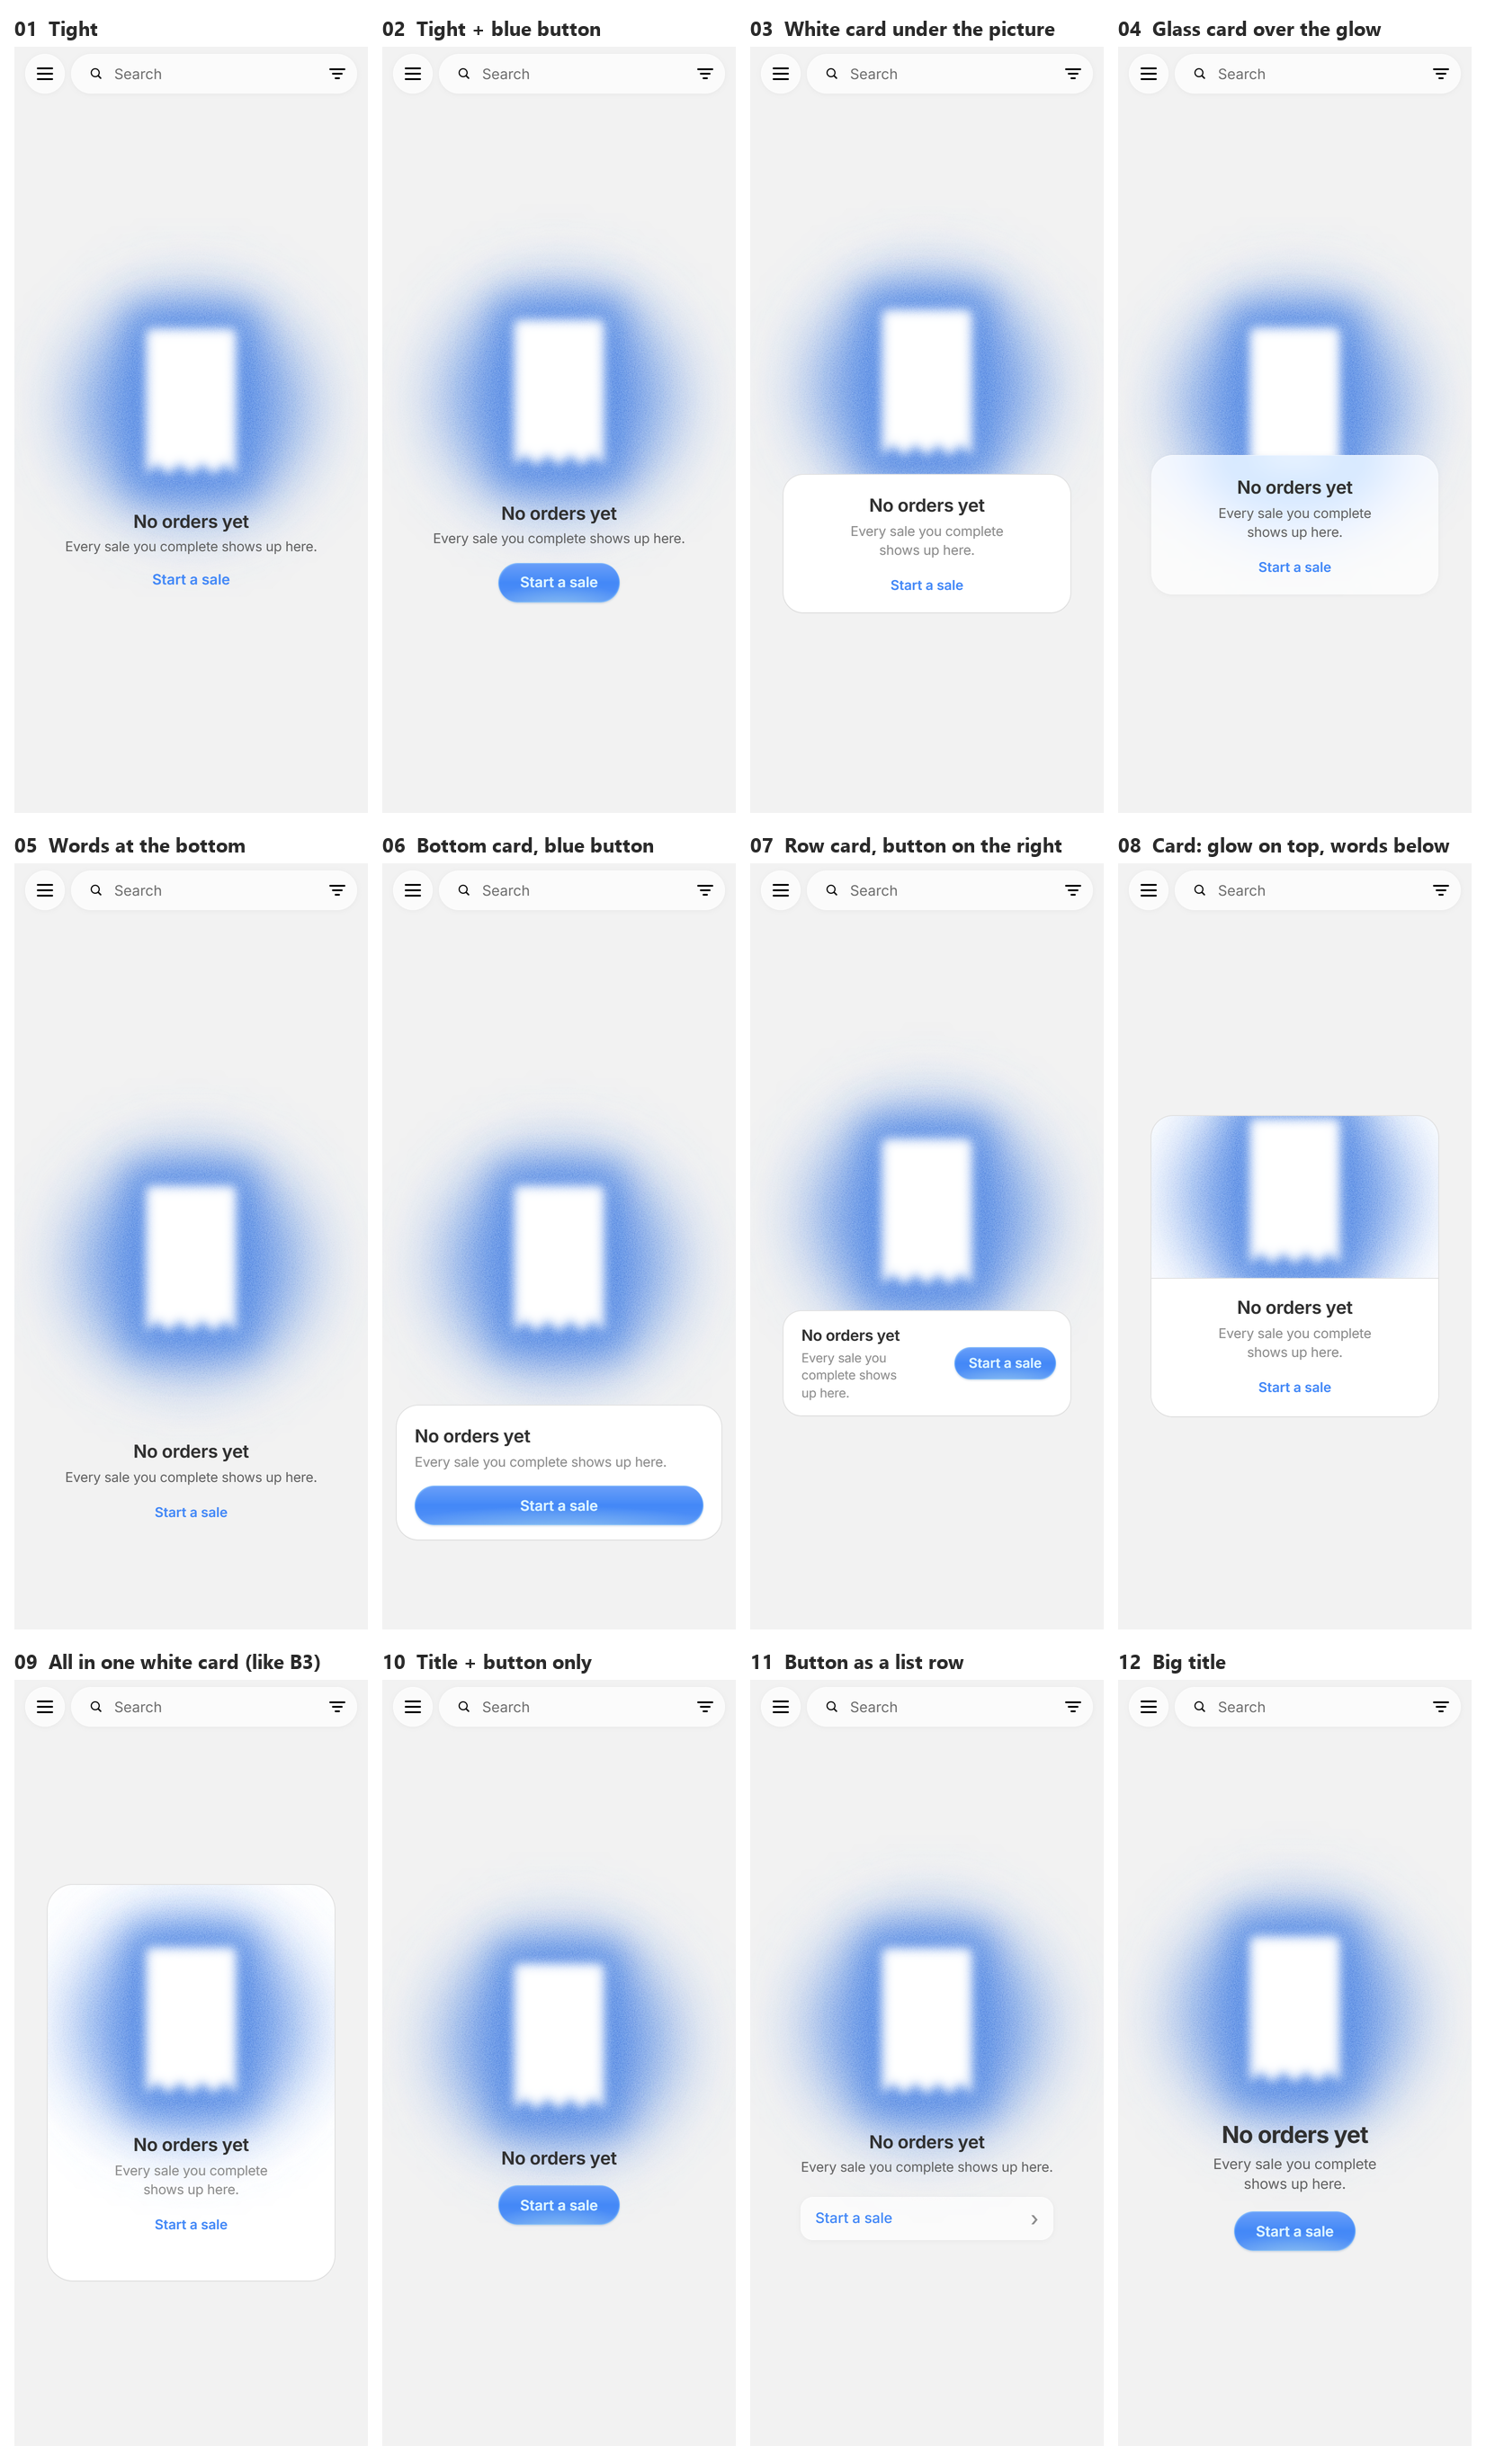 01 Tight
Search
No orders yet
Every sale you complete shows up here.
Start a sale
02 Tight + blue button
Search
No orders yet
Every sale you complete shows up here.
Start a sale
03 White card under the picture
Search
No orders yet
Every sale you complete
shows up here.
Start a sale
04 Glass card over the glow
Search
No orders yet
Every sale you complete
shows up here.
Start a sale
05 Words at the bottom
Search
No orders yet
Every sale you complete shows up here.
Start a sale
06 Bottom card, blue button
Search
No orders yet
Every sale you complete shows up here.
Start a sale
07 Row card, button on the right
Search
No orders yet
Every sale you
complete shows
up here.
Start a sale
08 Card: glow on top, words below
Search
No orders yet
Every sale you complete
shows up here.
Start a sale
09 All in one white card (like B3)
Search
No orders yet
Every sale you complete
shows up here.
Start a sale
10 Title + button only
Search
No orders yet
Start a sale
11 Button as a list row
Search
No orders yet
Every sale you complete shows up here.
Start a sale
12 Big title
Search
No orders yet
Every sale you complete
shows up here.
Start a sale